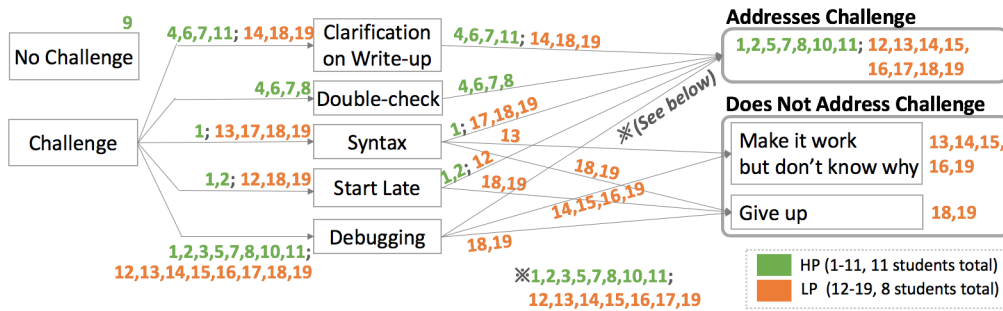 9
No Challenge
Challenge
4,6,7,11; 14,18,19
4,6,7,8
1; 13,17,18,19
1,2; 12,18,19
1,2,3,5,7,8,10,11;
12,13,14,15,16,17,18,19
Clarification
on Write-up
Double-check
Syntax
Start Late
Debugging
4,6,7,11; 14,18,19
4,6,7,8
1; 17,18,19
13
1,2; 12
18,19
18,19
14,15,16,19
18,19
※ (See below)
※1,2,3,5,7,8,10,11;
12,13,14,15,16,17,19
Addresses Challenge
1,2,5,7,8,10,11; 12,13,14,15,
16,17,18,19
Does Not Address Challenge
Make it work
but don’t know why
13,14,15,
16,19
Give up
18,19
HP (1-11, 11 students total)
LP (12-19, 8 students total)